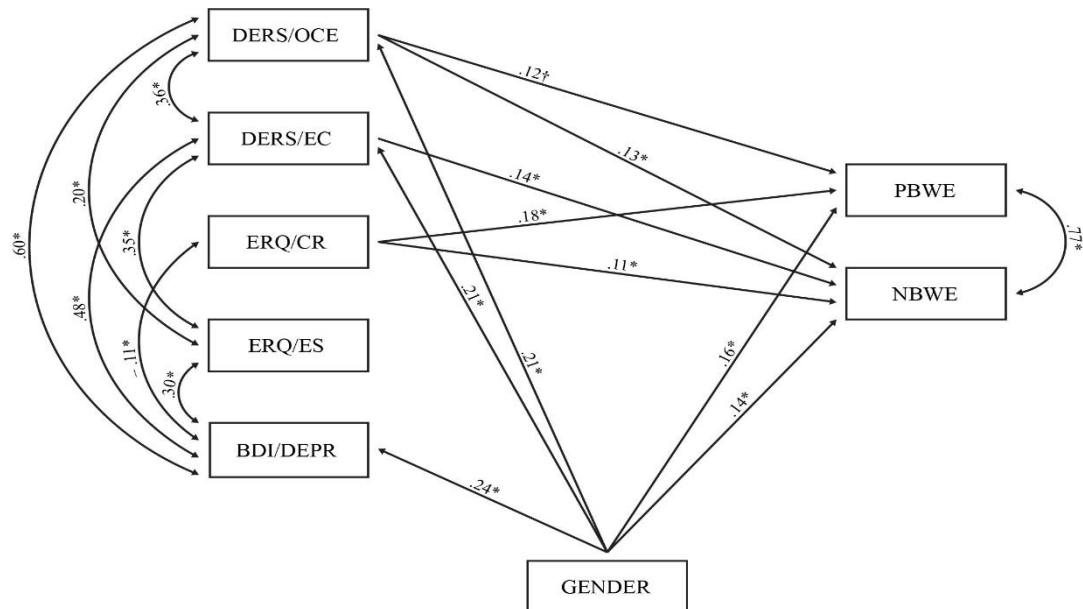 DERS/OCE
.12†
.36*
DERS/EC
.13*
.14*
PBWE
.20*
.18*
.60*
.35*
ERQ/CR
.77*
.11*
.48*
.21*
NBWE
– .11*
ERQ/ES
.21*
.16*
.30*
.14*
BDI/DEPR
.24*
GENDER